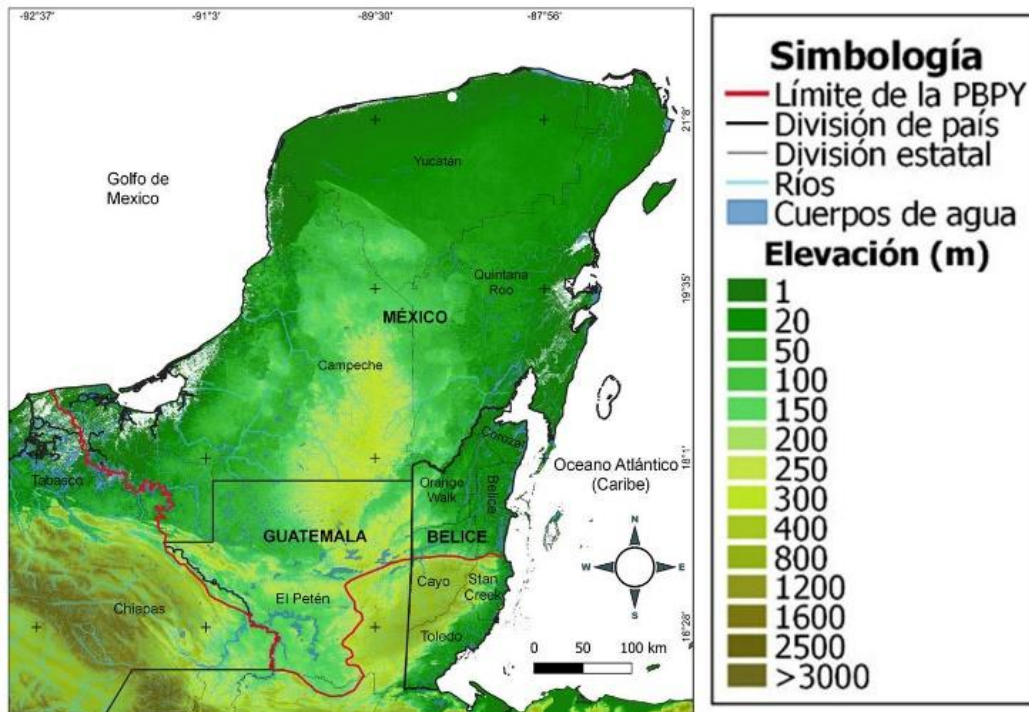 -92°37'
-91°3'
-89°30'
-87°56'
21°8'
Yucatán
Golfo de
Mexico
Quintana
Roo
19°35'
MÉXICO
Campeche
Corozal
18°1'
Oceano Atlántico
(Caribe)
Tabasco
Orange
Walk
Belice
GUATEMALA
BELICE
N
W
E
S
Cayo
Stan
Creek
El Petén
Chiapas
16°28'
Toledo
0
50
100 km
Simbología
Límite de la PBPY
División de país
División estatal
Ríos
Cuerpos de agua
Elevación (m)
1
20
50
100
150
200
250
300
400
800
1200
1600
2500
>3000